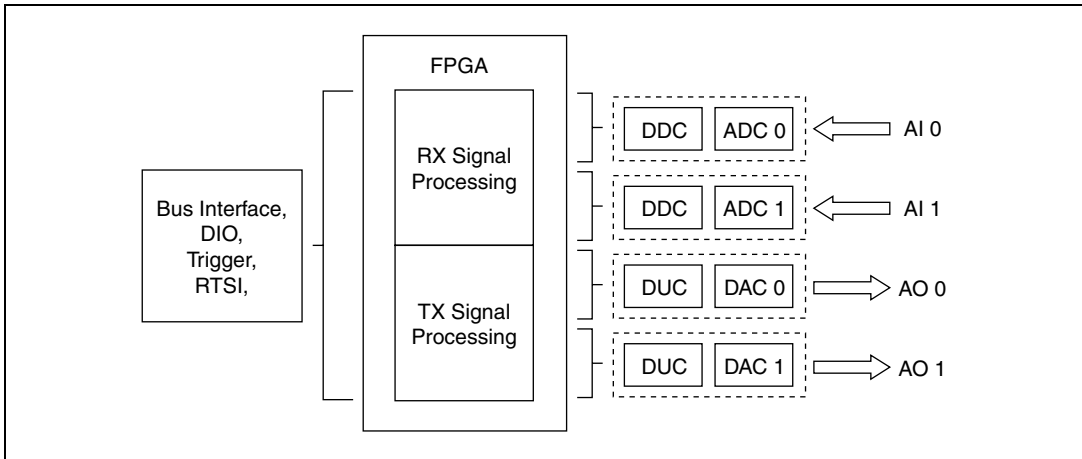 Bus Interface,
DIO,
Trigger,
RTSI,
FPGA
RX Signal
Processing
TX Signal
Processing
DDC
ADC 0
AI 0
DDC
ADC 1
AI 1
DUC
DAC 0
AO 0
DUC
DAC 1
AO 1